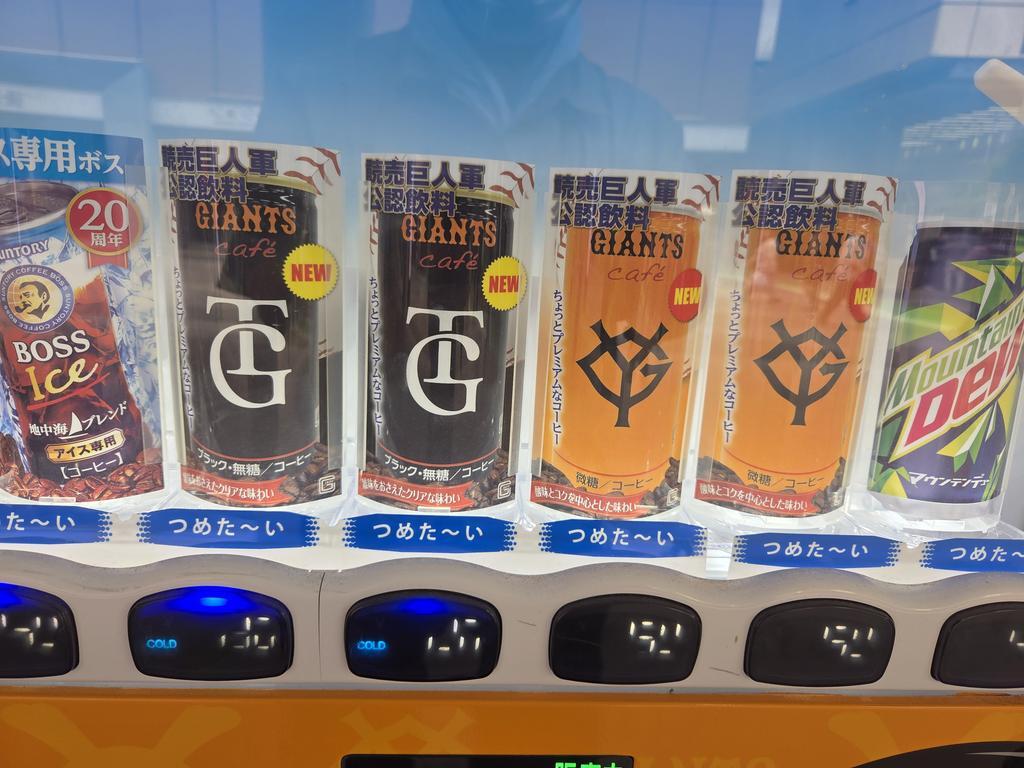 ス専用ボス
20
周年
SUNTORY
BOSS
Ice
地中海ブレンド
アイス専用
【コーヒー】
読売巨人軍
公認飲料
GIANTS
café
NEW
ちょっとプレミアムなコーヒー
TG
ブラック・無糖/コーヒー
酸味をおさえたクリアな味わい
G
読売巨人軍
公認飲料
GIANTS
café
NEW
ちょっとプレミアムなコーヒー
TG
ブラック・無糖/コーヒー
酸味をおさえたクリアな味わい
G
読売巨人軍
公認飲料
GIANTS
café
NEW
ちょっとプレミアムなコーヒー
YG
微糖/コーヒー
酸味とコクを中心とした味わい
読売巨人軍
公認飲料
GIANTS
café
NEW
ちょっとプレミアムなコーヒー
YG
微糖/コーヒー
酸味とコクを中心とした味わい
Mountain
Dew
マウンテンデュー
つめた〜い
つめた〜い
つめた〜い
つめた〜い
つめた〜い
つめた〜
COLD
COLD